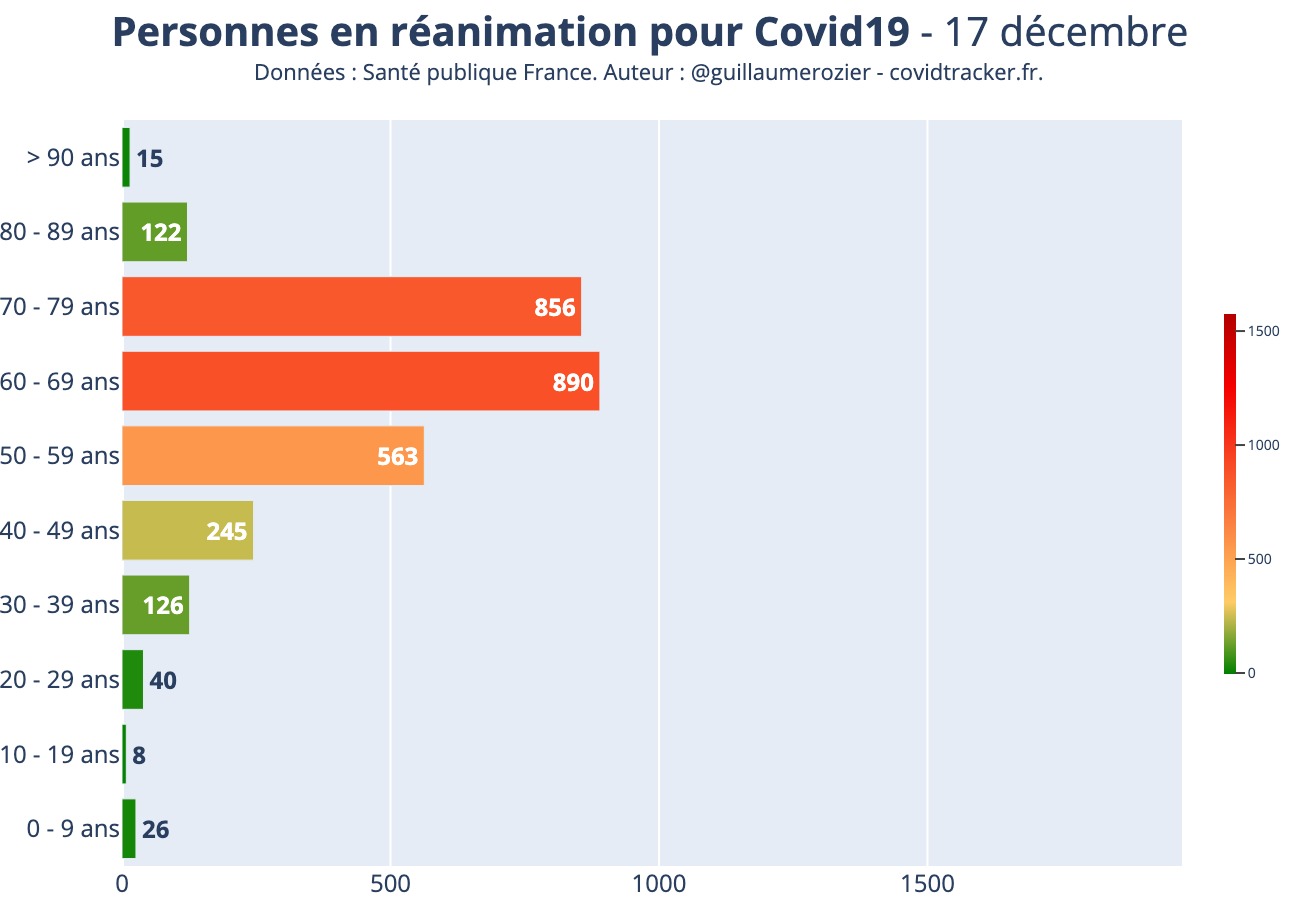 Personnes en réanimation pour Covid19 - 17 décembre
Données : Santé publique France. Auteur : @guillaumerozier - covidtracker.fr.
> 90 ans 15
80 - 89 ans 122
70 - 79 ans 856
60 - 69 ans 890
50 - 59 ans 563
40 - 49 ans 245
30 - 39 ans 126
20 - 29 ans 40
10 - 19 ans 8
0 - 9 ans 26
0 500 1000 1500
1500
1000
500
0